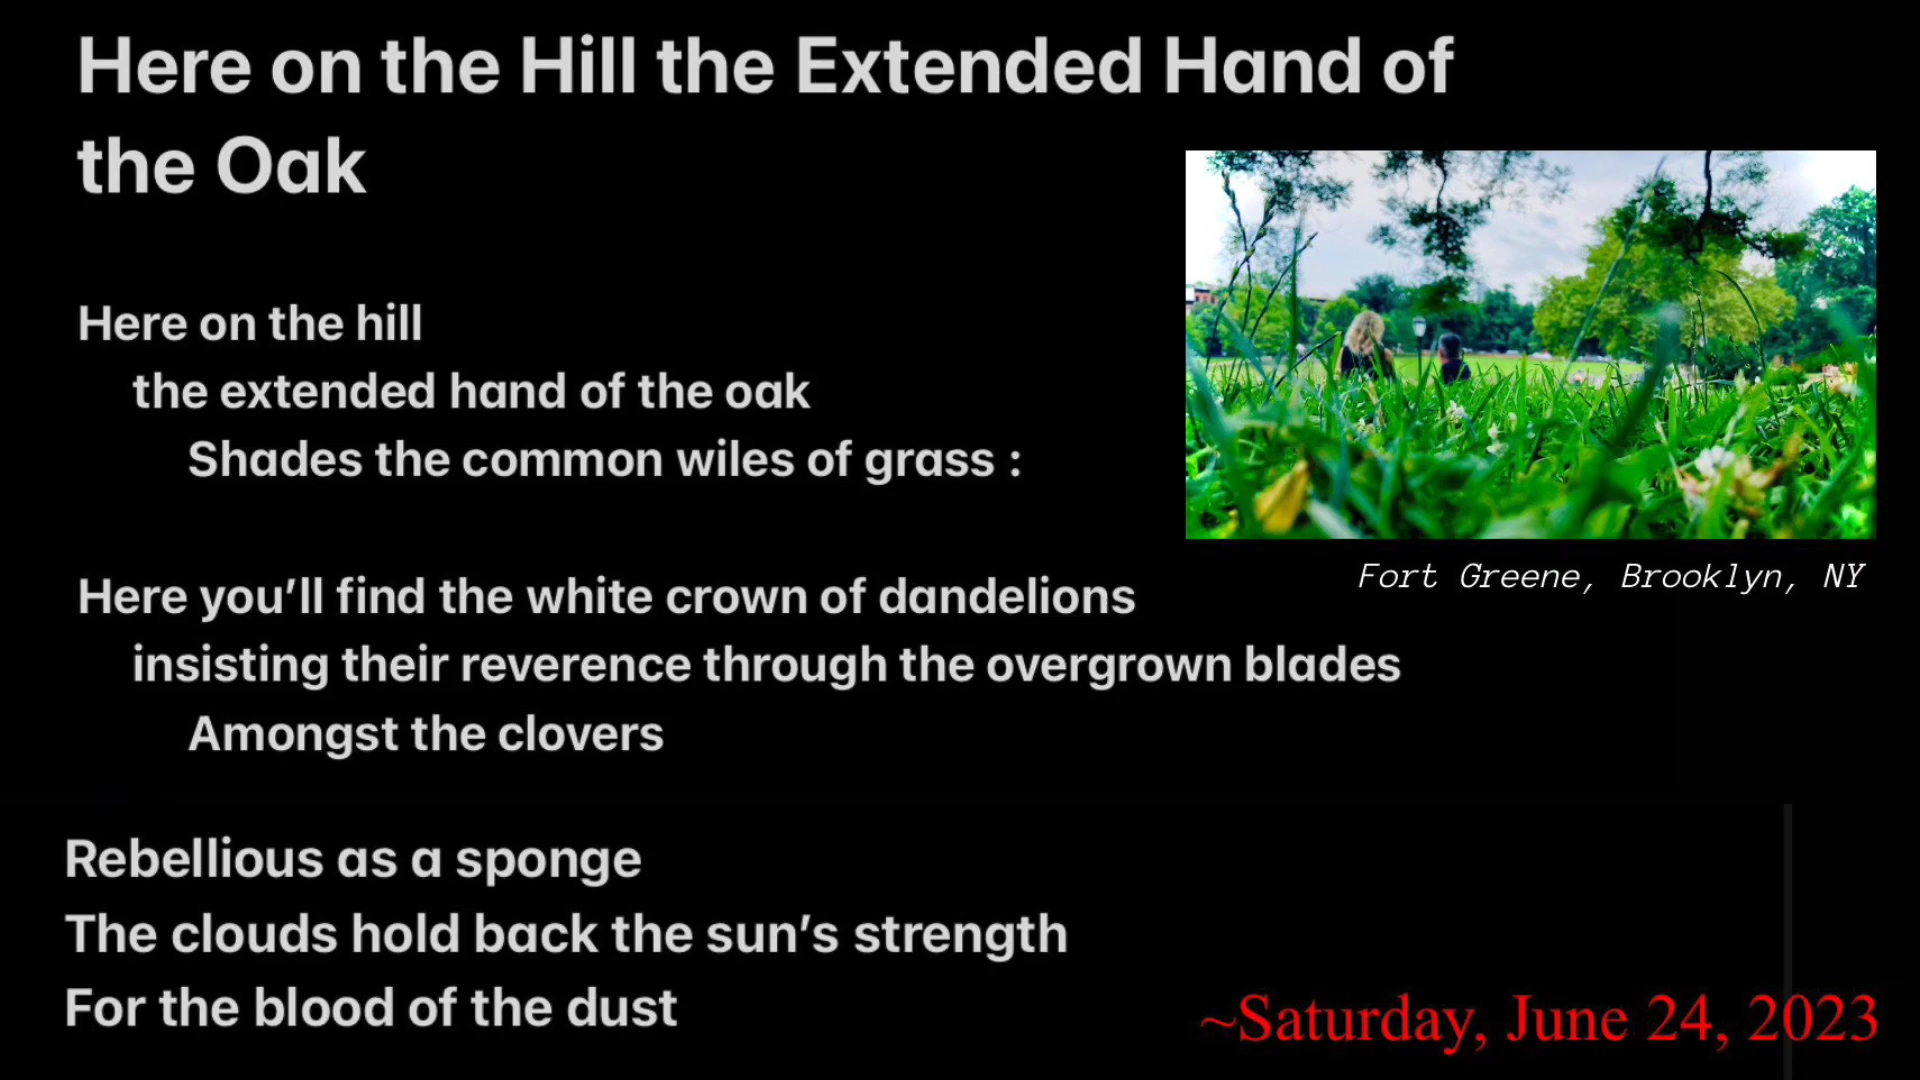 Here on the Hill the Extended Hand of
the Oak
Here on the hill
the extended hand of the oak
Shades the common wiles of grass :
Fort Greene, Brooklyn, NY
Here you’ll find the white crown of dandelions
insisting their reverence through the overgrown blades
Amongst the clovers
Rebellious as a sponge
The clouds hold back the sun’s strength
For the blood of the dust
~Saturday, June 24, 2023